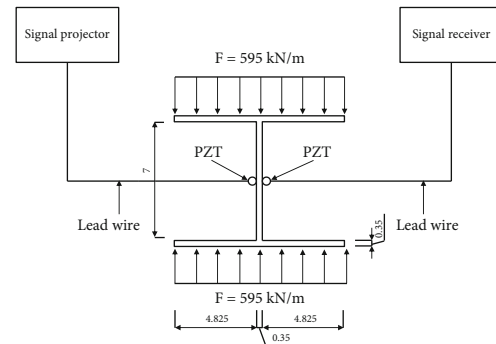 Signal projector
Signal receiver
F = 595 kN/m
PZT
PZT
7
Lead wire
Lead wire
0.35
F = 595 kN/m
4.825
4.825
0.35